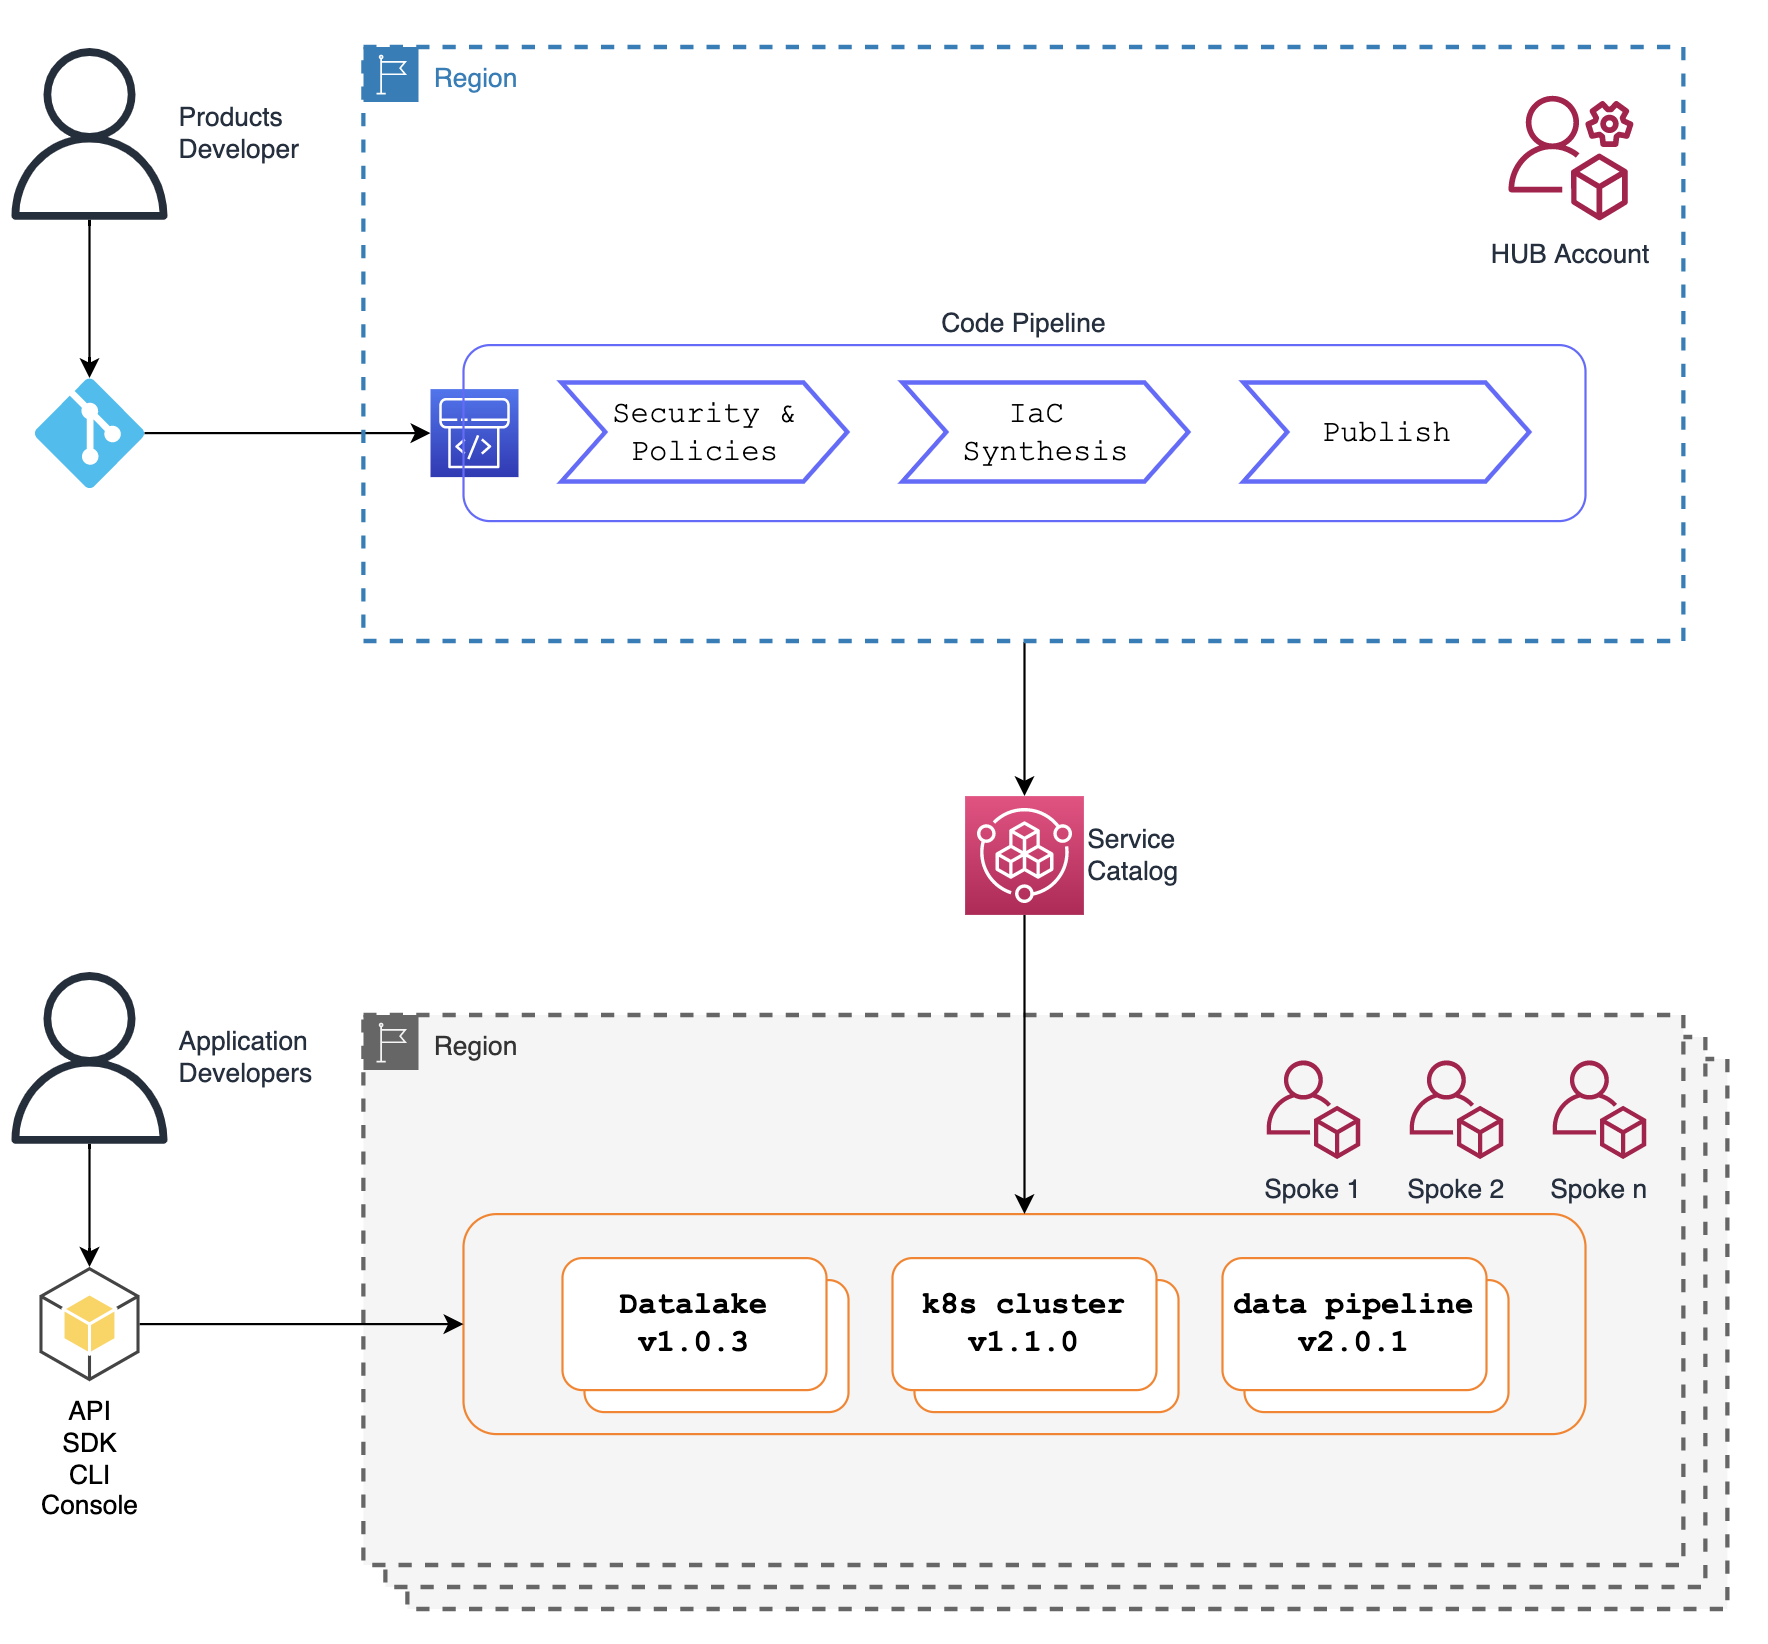 Products
Developer
Region
HUB Account
Code Pipeline
Security &
Policies
IaC
Synthesis
Publish
Service
Catalog
Application
Developers
Region
Spoke 1
Spoke 2
Spoke n
Datalake
v1.0.3
k8s cluster
v1.1.0
data pipeline
v2.0.1
API
SDK
CLI
Console